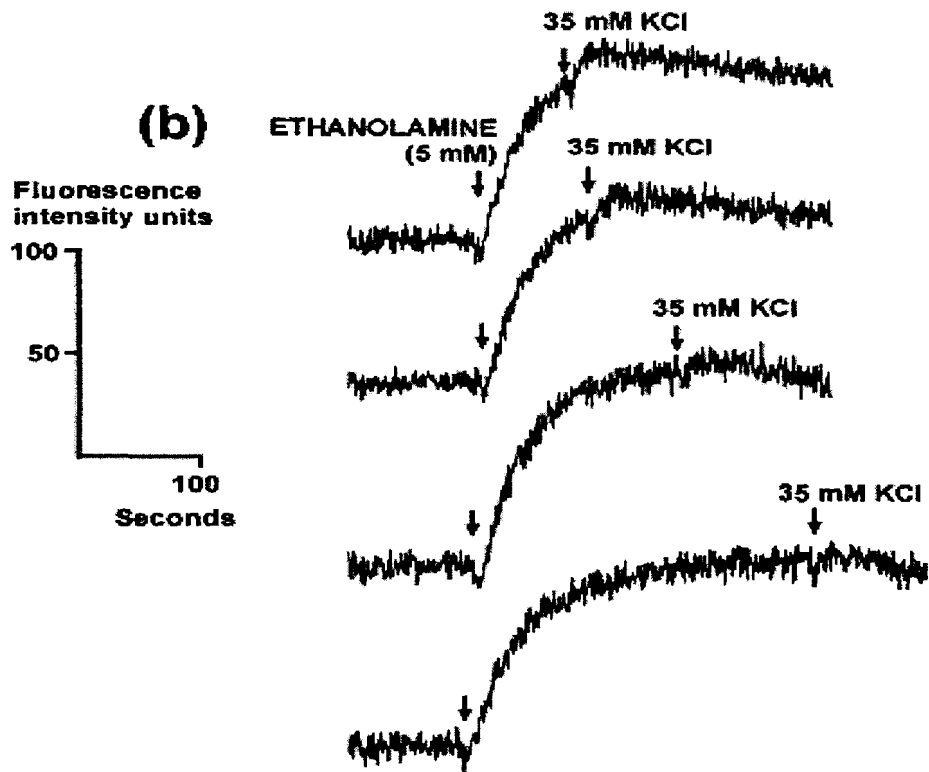 35 mM KCl
(b)
ETHANOLAMINE
(5 mM)
35 mM KCl
Fluorescence
intensity units
100
50
35 mM KCl
100
Seconds
35 mM KCl